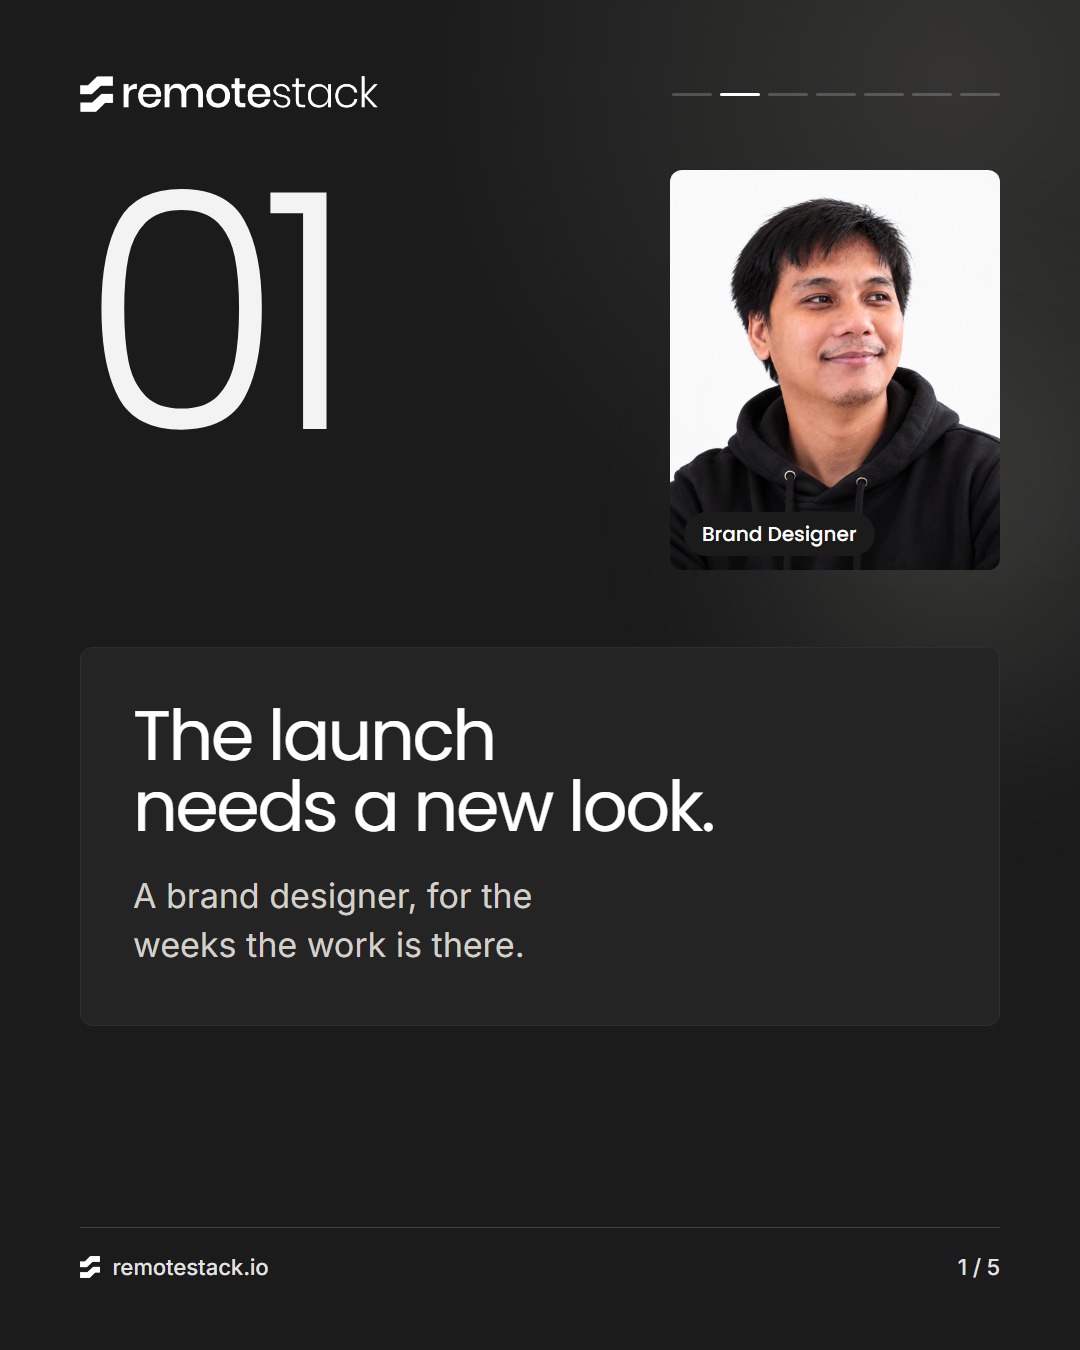 remotestack
01
Brand Designer
The launch
needs a new look.
A brand designer, for the
weeks the work is there.
remotestack.io
1 / 5